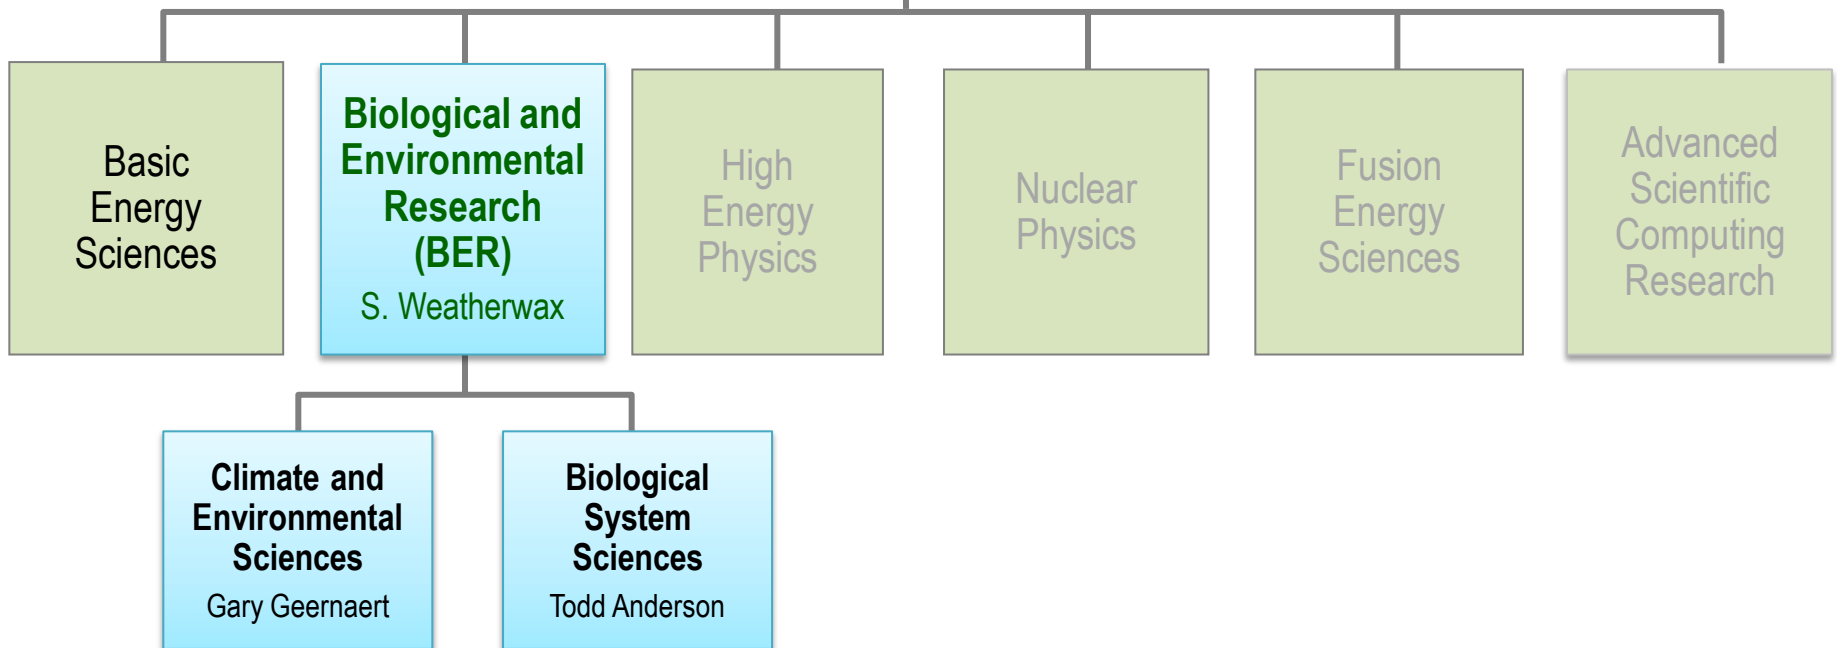 Basic
Energy
Sciences
Biological and
Environmental
Research
(BER)
S. Weatherwax
High
Energy
Physics
Nuclear
Physics
Fusion
Energy
Sciences
Advanced
Scientific
Computing
Research
Climate and
Environmental
Sciences
Gary Geernaert
Biological
System
Sciences
Todd Anderson